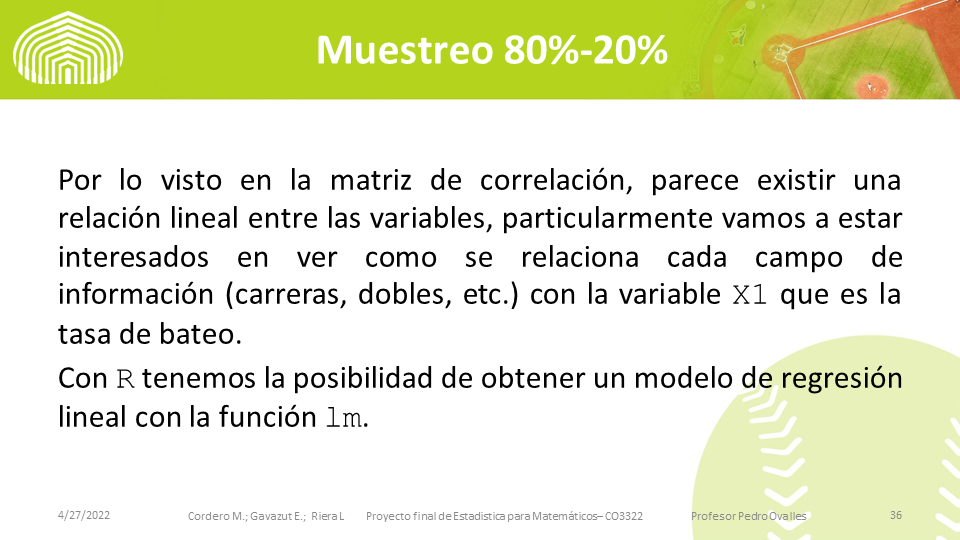 Muestreo 80%-20%
Por lo visto en la matriz de correlación, parece existir una
relación lineal entre las variables, particularmente vamos a estar
interesados en ver como se relaciona cada campo de
información (carreras, dobles, etc.) con la variable X1 que es la
tasa de bateo.
Con R tenemos la posibilidad de obtener un modelo de regresión
lineal con la función lm.
4/27/2022 Cordero M.; Gavazut E.; Riera L Proyecto final de Estadistica para Matemáticos– CO3322 Profesor Pedro Ovalles 36